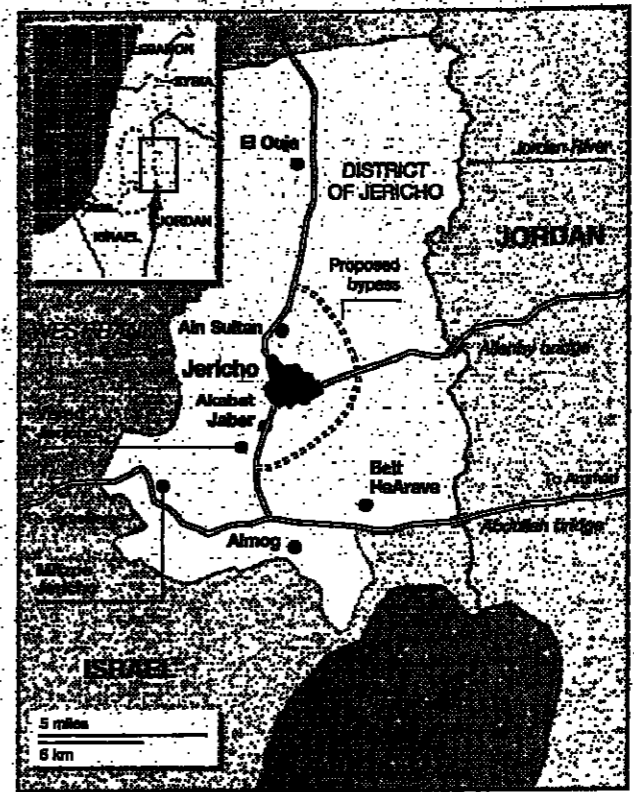 LEBANON
SYRIA
JORDAN
ISRAEL
El Ouja
DISTRICT
OF JERICHO
Jordan River
JORDAN
Proposed
bypass
Ain Sultan
Jericho
Allenby bridge
Akabat
Jaber
Beit
HaArava
To Amman
Abdullah bridge
Almog
Jericho
ISRAEL
5 miles
6 km